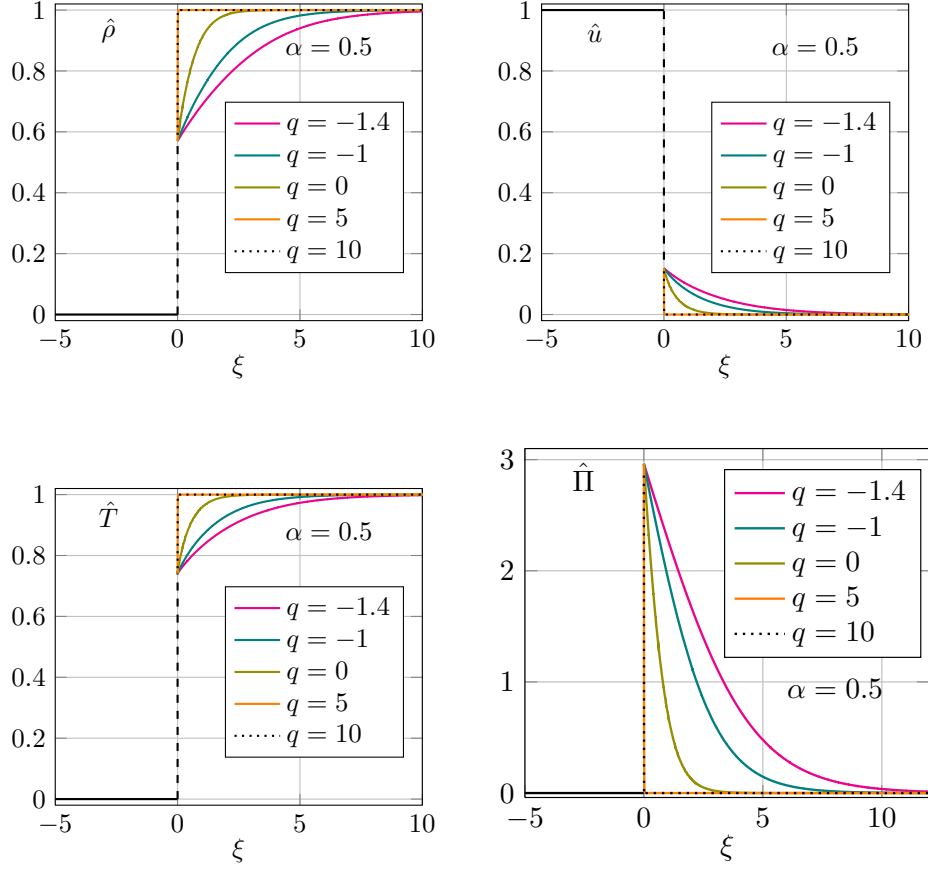 ρ̂
α = 0.5
q = −1.4
q = −1
q = 0
q = 5
q = 10
1
0.8
0.6
0.4
0.2
0
−5
0
5
10
ξ
û
α = 0.5
q = −1.4
q = −1
q = 0
q = 5
q = 10
1
0.8
0.6
0.4
0.2
0
−5
0
5
10
ξ
T̂
α = 0.5
q = −1.4
q = −1
q = 0
q = 5
q = 10
1
0.8
0.6
0.4
0.2
0
−5
0
5
10
ξ
Π̂
q = −1.4
q = −1
q = 0
q = 5
q = 10
α = 0.5
3
2
1
0
−5
0
5
10
ξ